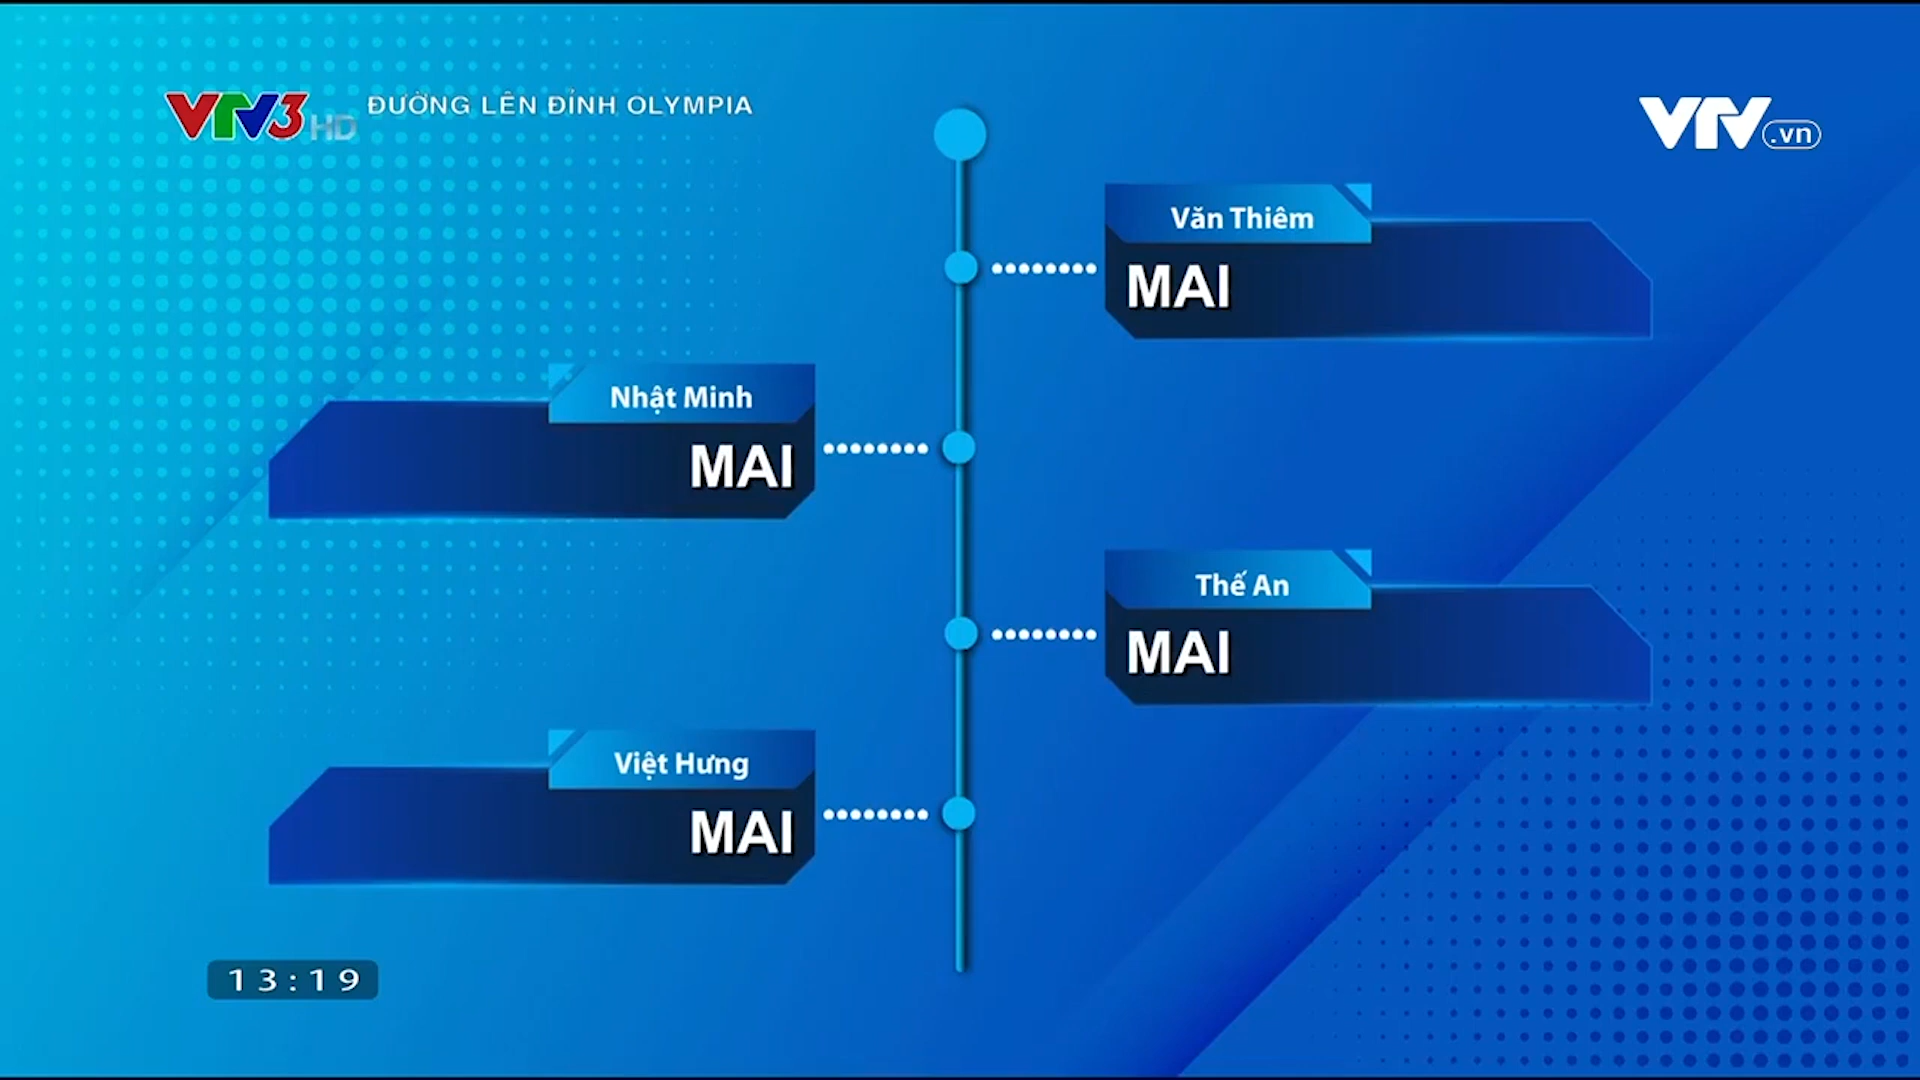 VTV3 HD ĐƯỜNG LÊN ĐỈNH OLYMPIA
VTV.vn
Văn Thiêm
MAI
Nhật Minh
MAI
Thế An
MAI
Việt Hưng
MAI
13:19